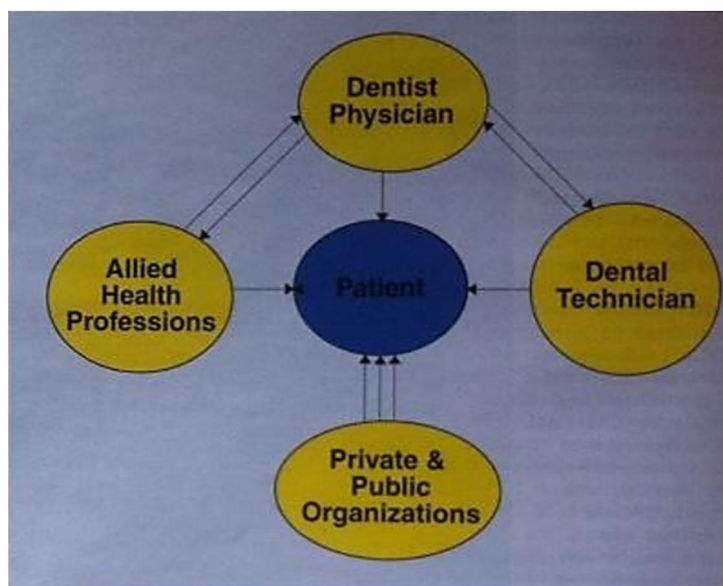 Dentist
Physician
Allied
Health
Professions
Patient
Dental
Technician
Private &
Public
Organizations